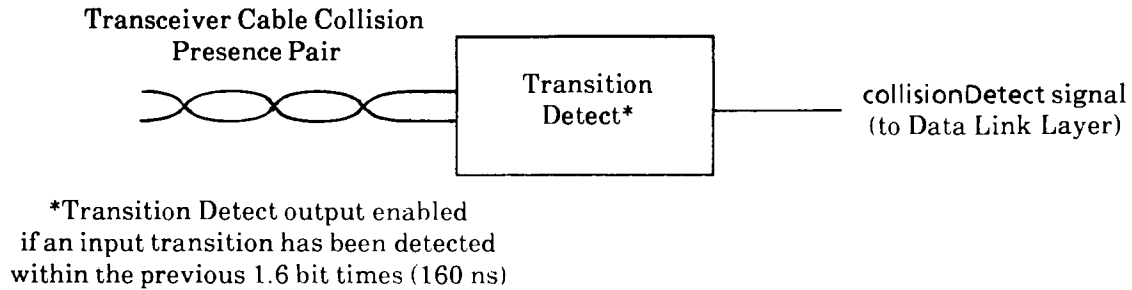 Transceiver Cable Collision
Presence Pair
Transition
Detect*
collisionDetect signal
(to Data Link Layer)
*Transition Detect output enabled
if an input transition has been detected
within the previous 1.6 bit times (160 ns)